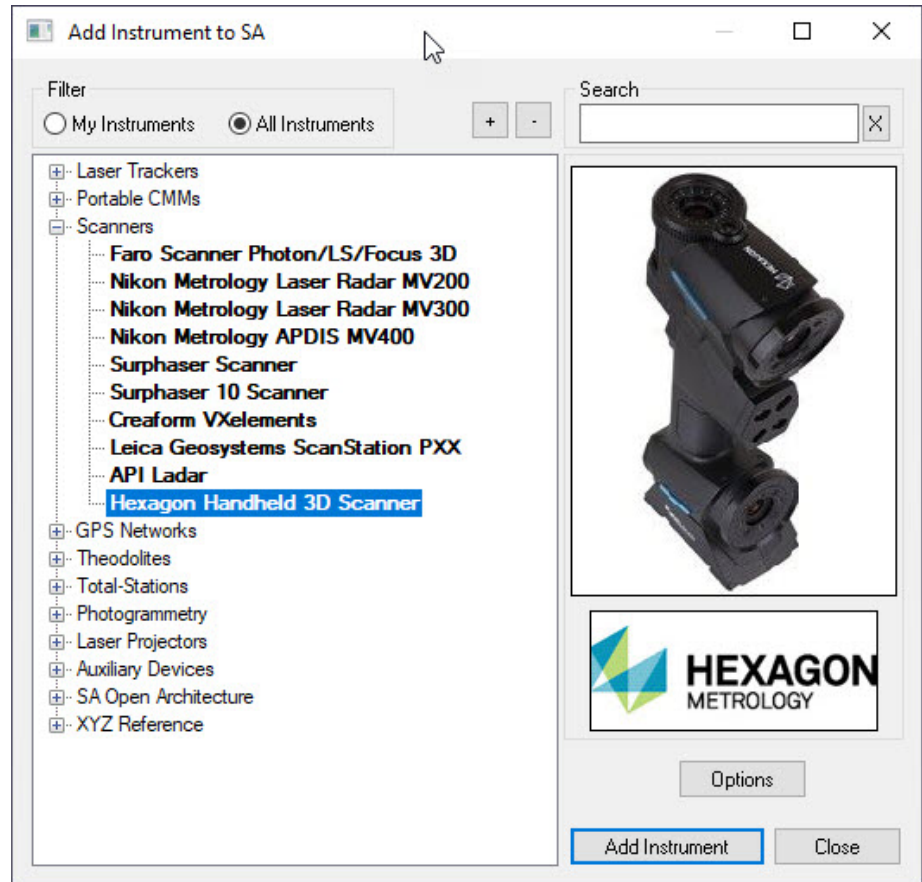 Add Instrument to SA
Filter
My Instruments All Instruments
+ -
Search
X
Laser Trackers
Portable CMMs
Scanners
Faro Scanner Photon/LS/Focus 3D
Nikon Metrology Laser Radar MV200
Nikon Metrology Laser Radar MV300
Nikon Metrology APDIS MV400
Surphaser Scanner
Surphaser 10 Scanner
Creaform VXelements
Leica Geosystems ScanStation PXX
API Ladar
Hexagon Handheld 3D Scanner
GPS Networks
Theodolites
Total-Stations
Photogrammetry
Laser Projectors
Auxiliary Devices
SA Open Architecture
XYZ Reference
HEXAGON
HEXAGON
METROLOGY
Options
Add Instrument Close